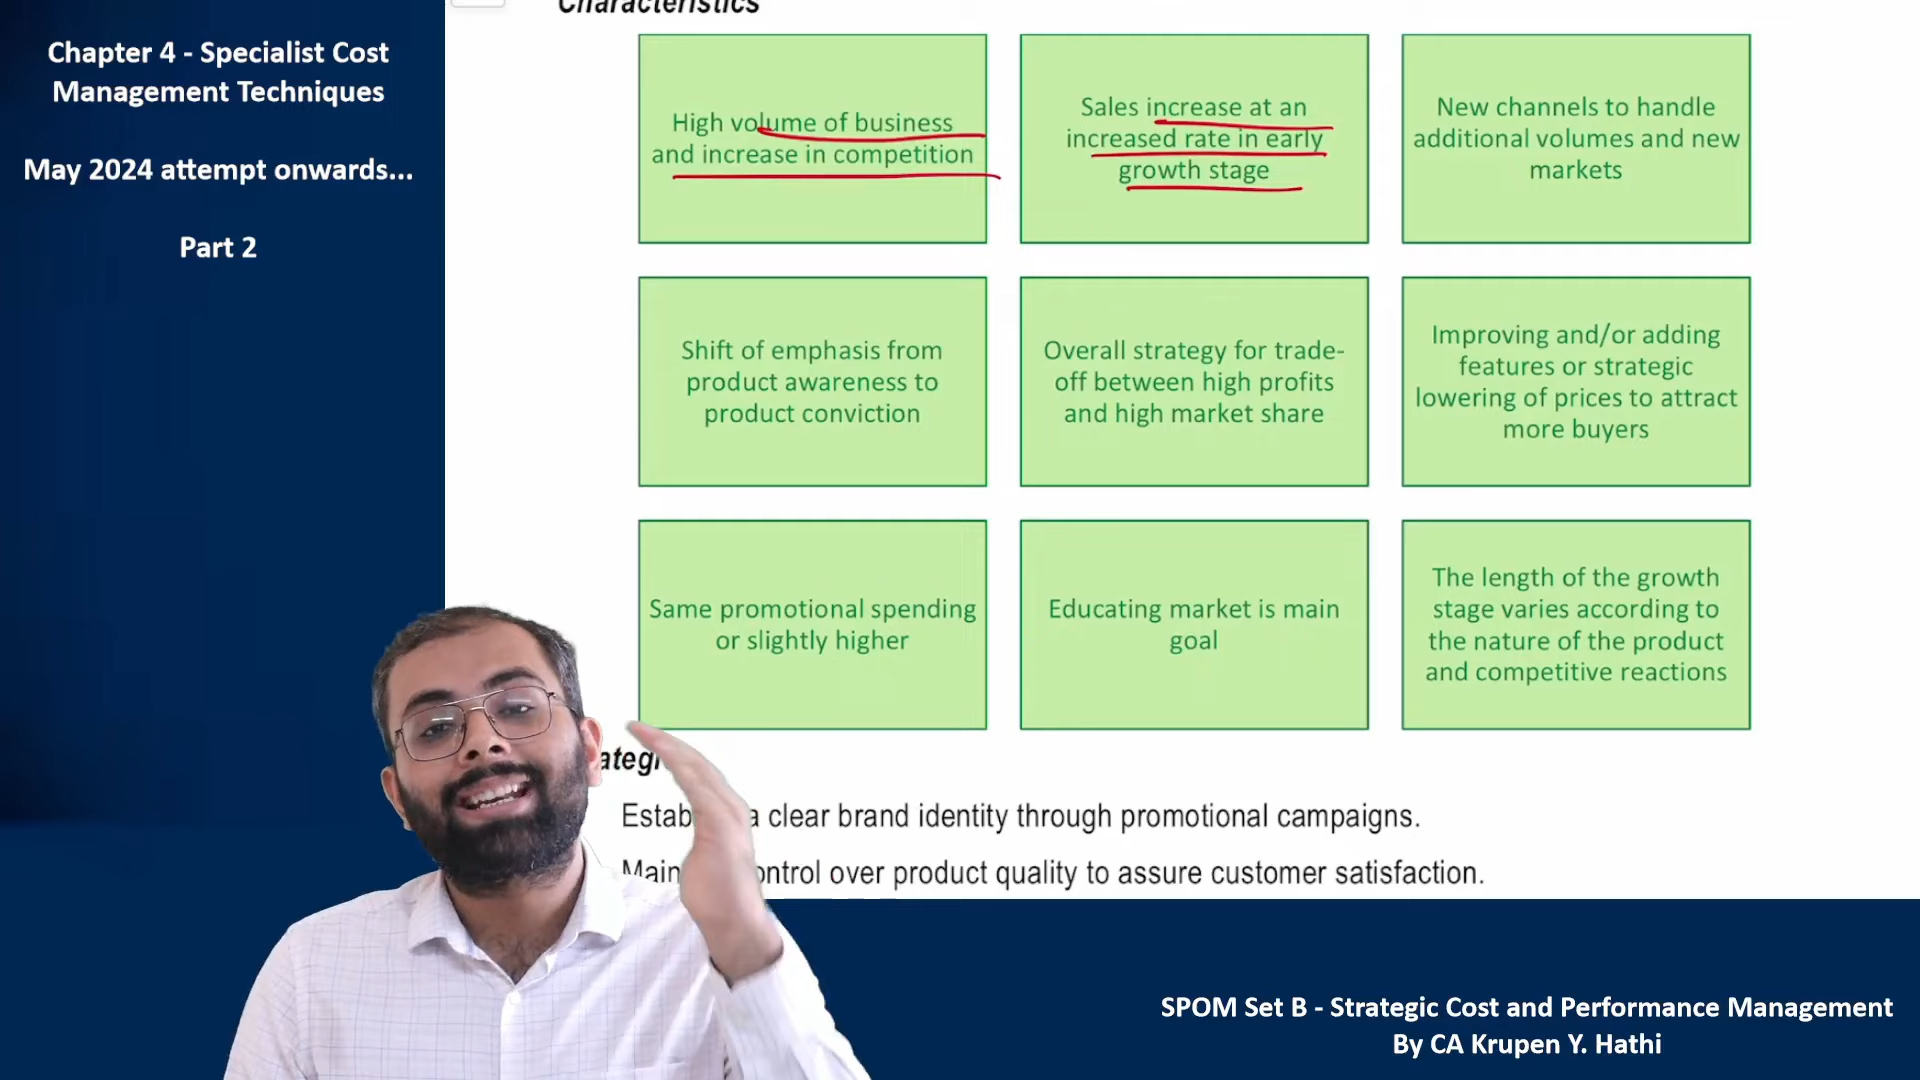 Chapter 4 - Specialist Cost
Management Techniques
May 2024 attempt onwards...
Part 2
Characteristics
High volume of business
and increase in competition
Sales increase at an
increased rate in early
growth stage
New channels to handle
additional volumes and new
markets
Shift of emphasis from
product awareness to
product conviction
Overall strategy for trade-
off between high profits
and high market share
Improving and/or adding
features or strategic
lowering of prices to attract
more buyers
Same promotional spending
or slightly higher
Educating market is main
goal
The length of the growth
stage varies according to
the nature of the product
and competitive reactions
a clear brand identity through promotional campaigns.
over product quality to assure customer satisfaction.
SPOM Set B - Strategic Cost and Performance Management
By CA Krupen Y. Hathi